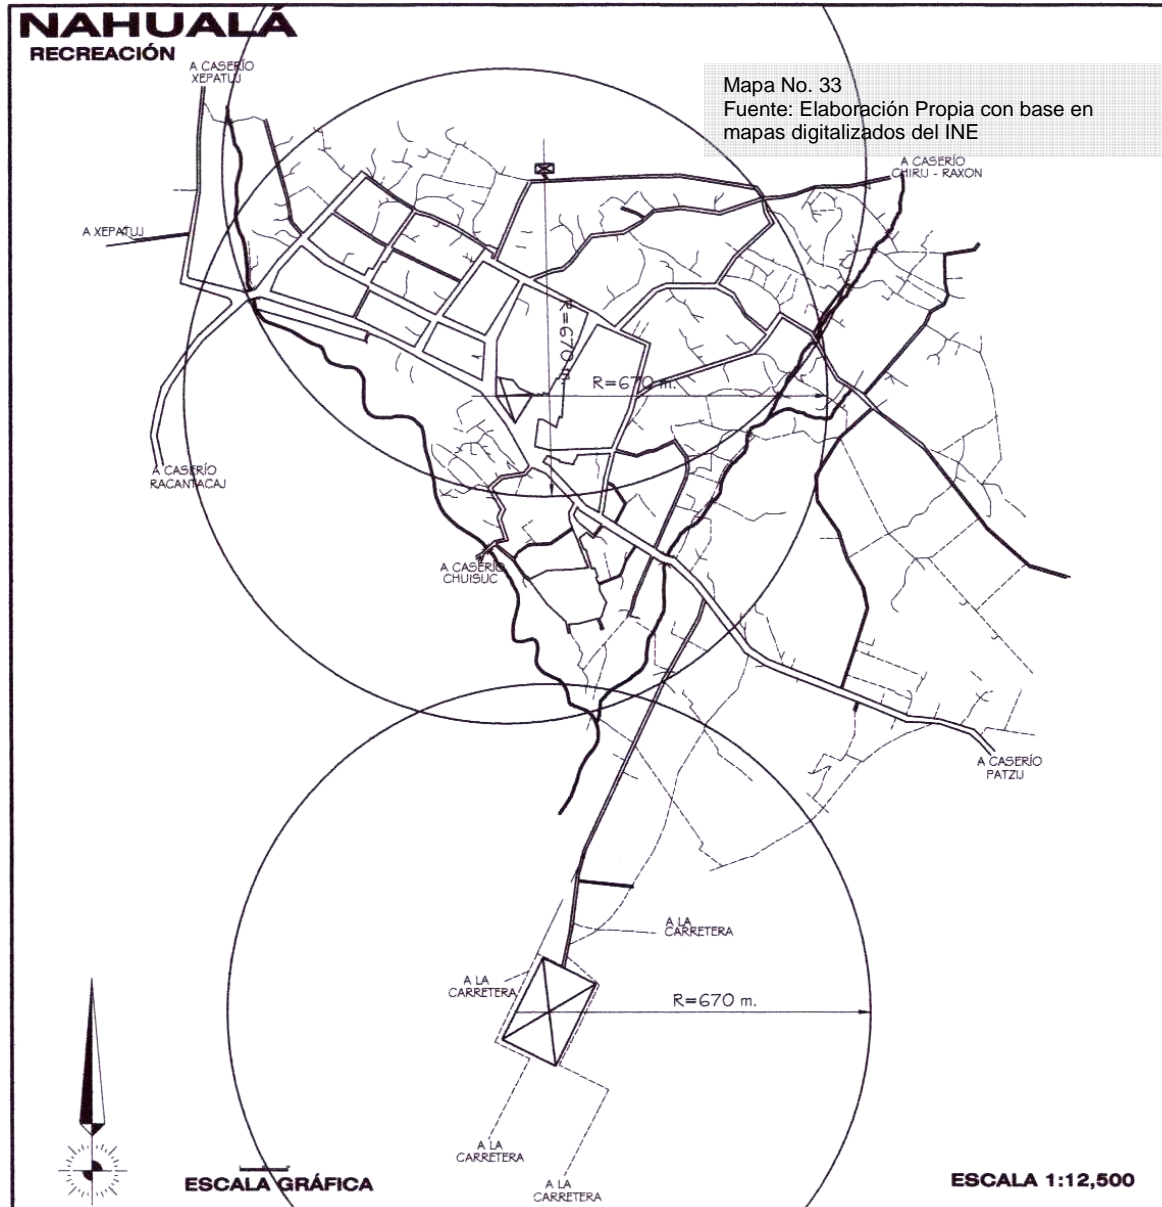 NAHUALÁ
RECREACIÓN
A CASERÍO
XEPATUJ
Mapa No. 33
Fuente: Elaboración Propia con base en
mapas digitalizados del INE
A CASERÍO
CHIRIJ - RAXON
A XEPATUJ
R=670 m.
R=670 m.
A CASERÍO
RACANTACAJ
A CASERÍO
CHUISUC
A CASERÍO
PATZIJ
A LA
CARRETERA
A LA
CARRETERA
R=670 m.
A LA
CARRETERA
A LA
CARRETERA
ESCALA GRÁFICA
ESCALA 1:12,500